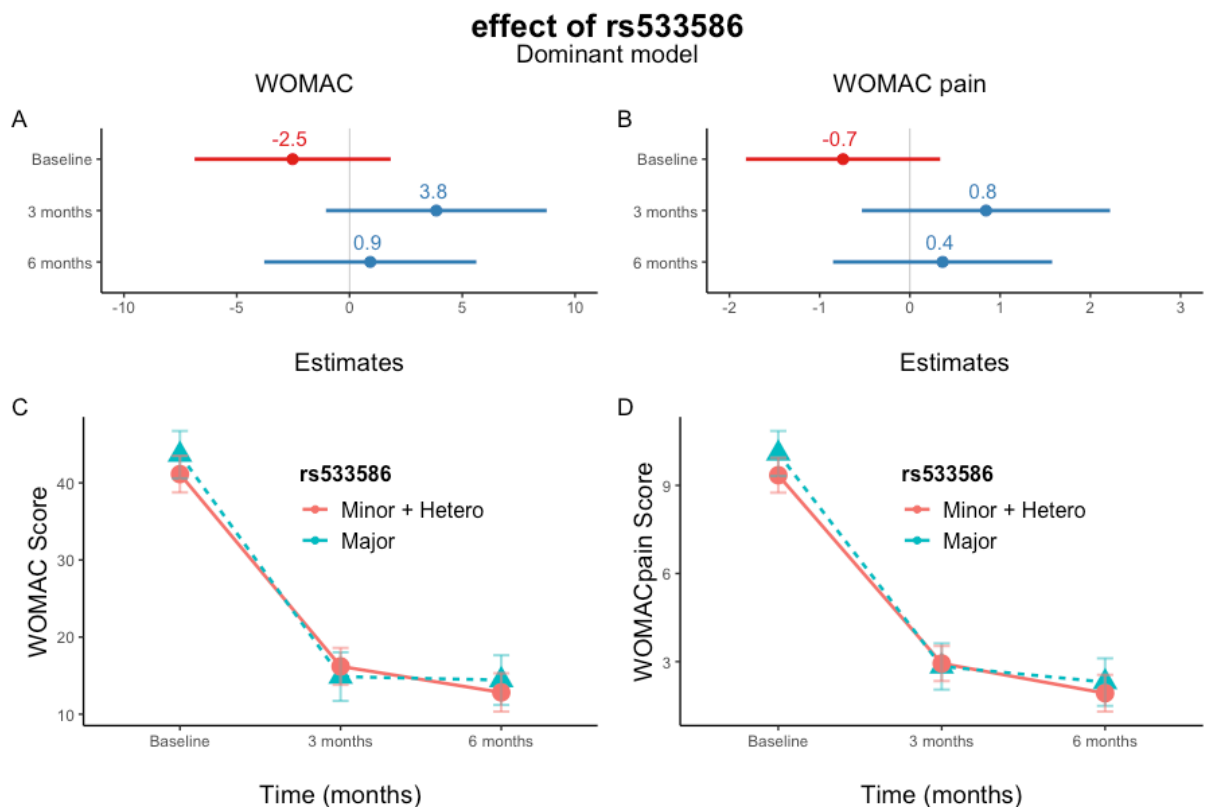 effect of rs533586
Dominant model
WOMAC
WOMAC pain
A
Baseline
3 months
6 months
-2.5
3.8
0.9
-10 -5 0 5 10
Estimates
B
Baseline
3 months
6 months
-0.7
0.8
0.4
-2 -1 0 1 2 3
Estimates
C
WOMAC Score
40
30
20
10
rs533586
Minor + Hetero
Major
Baseline 3 months 6 months
Time (months)
D
WOMACpain Score
9
6
3
rs533586
Minor + Hetero
Major
Baseline 3 months 6 months
Time (months)